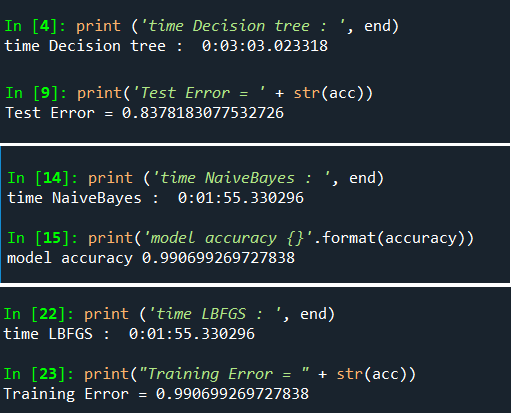 In [4]: print ('time Decision tree : ', end)
time Decision tree :  0:03:03.023318
In [9]: print('Test Error = ' + str(acc))
Test Error = 0.8378183077532726
In [14]: print ('time NaiveBayes : ', end)
time NaiveBayes :  0:01:55.330296
In [15]: print('model accuracy {}'.format(accuracy))
model accuracy 0.990699269727838
In [22]: print ('time LBFGS : ', end)
time LBFGS :  0:01:55.330296
In [23]: print("Training Error = " + str(acc))
Training Error = 0.990699269727838